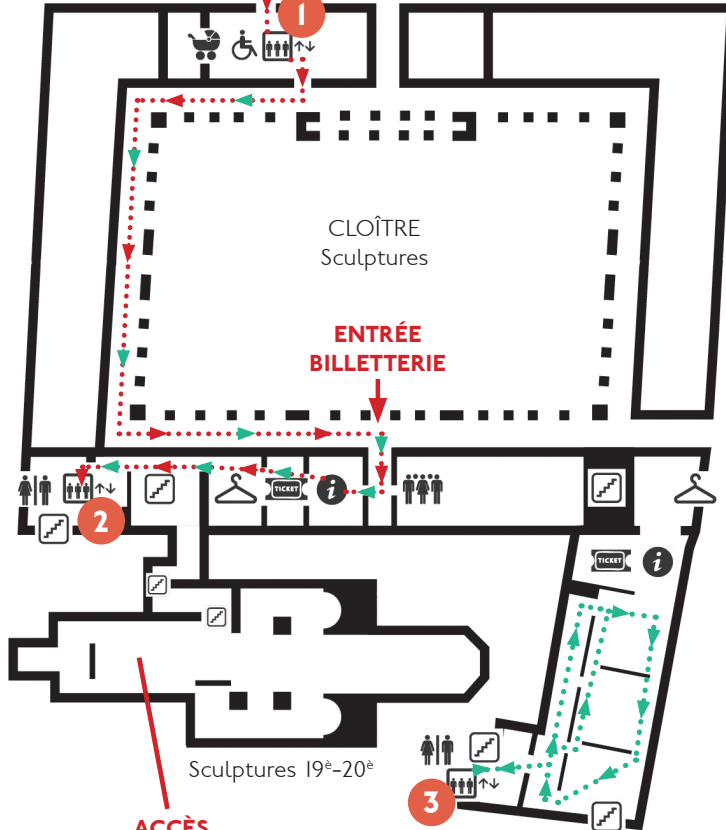 1
CLOÎTRE
Sculptures
ENTRÉE
BILLETTERIE
TICKET
i
2
TICKET
i
Sculptures 19è-20è
3
ACCÈS